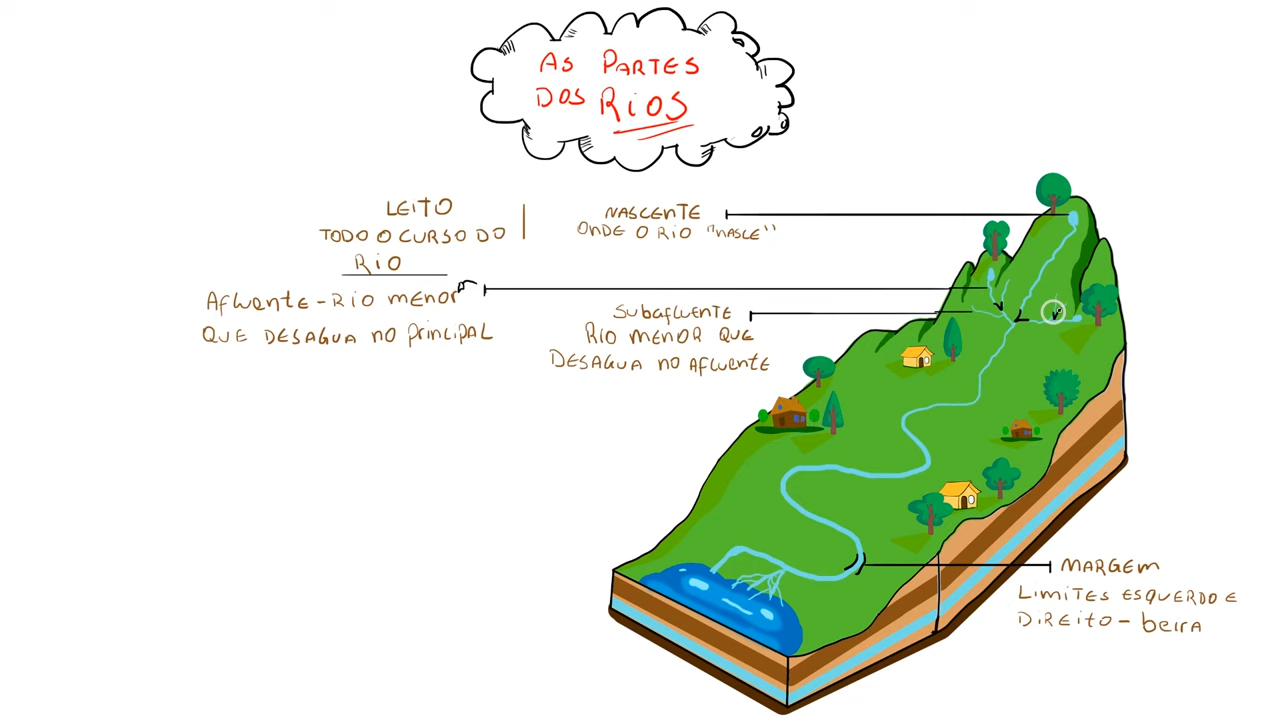 AS PARTES
DOS RIOS
LEITO
TODO O CURSO DO
RIO
NASCENTE
ONDE O RIO "NASCE"
AFLUENTE - RIO MENOR
QUE DESAGUA NO PRINCIPAL
SUBAFLUENTE
RIO MENOR QUE
DESAGUA NO AFLUENTE
MARGEM
LIMITES ESQUERDO E
DIREITO - BEIRA